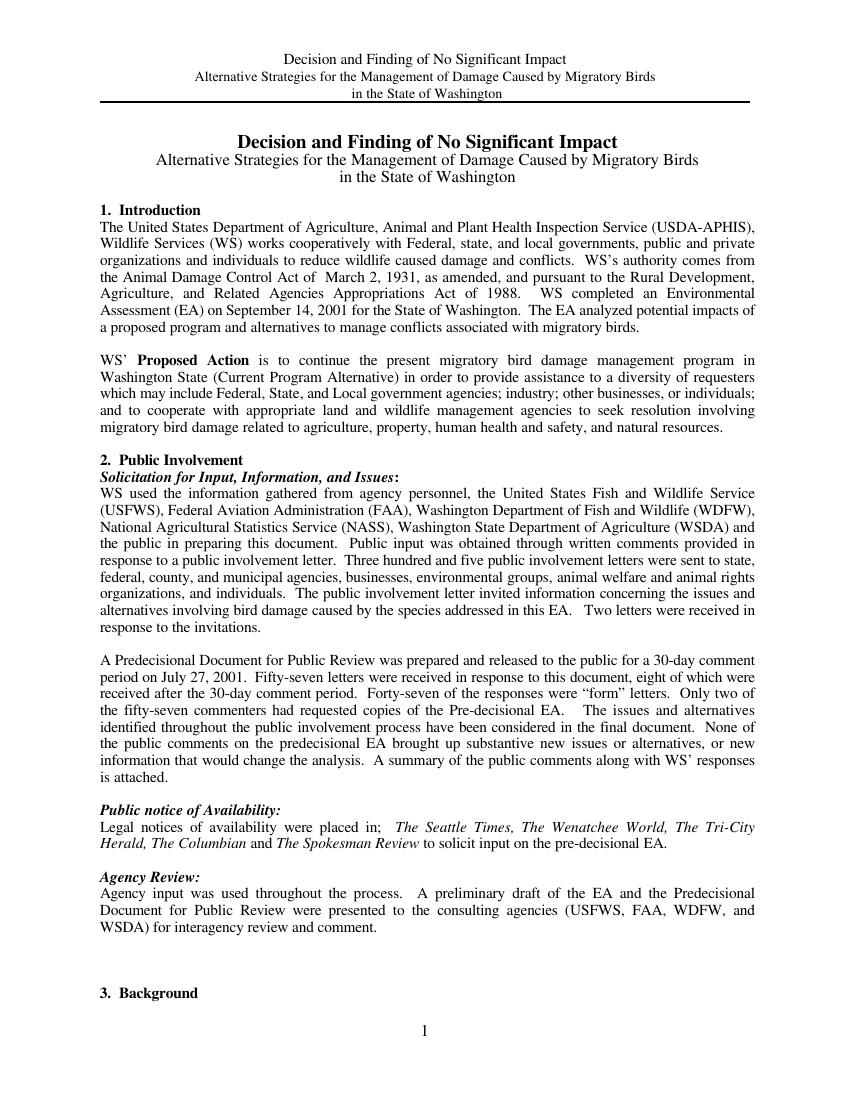 Decision and Finding of No Significant Impact
Alternative Strategies for the Management of Damage Caused by Migratory Birds
in the State of Washington
Decision and Finding of No Significant Impact
Alternative Strategies for the Management of Damage Caused by Migratory Birds
in the State of Washington
1. Introduction
The United States Department of Agriculture, Animal and Plant Health Inspection Service (USDA-APHIS),
Wildlife Services (WS) works cooperatively with Federal, state, and local governments, public and private
organizations and individuals to reduce wildlife caused damage and conflicts. WS's authority comes from
the Animal Damage Control Act of March 2, 1931, as amended, and pursuant to the Rural Development,
Agriculture, and Related Agencies Appropriations Act of 1988. WS completed an Environmental
Assessment (EA) on September 14, 2001 for the State of Washington. The EA analyzed potential impacts of
a proposed program and alternatives to manage conflicts associated with migratory birds.
WS' Proposed Action is to continue the present migratory bird damage management program in
Washington State (Current Program Alternative) in order to provide assistance to a diversity of requesters
which may include Federal, State, and Local government agencies; industry; other businesses, or individuals;
and to cooperate with appropriate land and wildlife management agencies to seek resolution involving
migratory bird damage related to agriculture, property, human health and safety, and natural resources.
2. Public Involvement
Solicitation for Input, Information, and Issues:
WS used the information gathered from agency personnel, the United States Fish and Wildlife Service
(USFWS), Federal Aviation Administration (FAA), Washington Department of Fish and Wildlife (WDFW),
National Agricultural Statistics Service (NASS), Washington State Department of Agriculture (WSDA) and
the public in preparing this document. Public input was obtained through written comments provided in
response to a public involvement letter. Three hundred and five public involvement letters were sent to state,
federal, county, and municipal agencies, businesses, environmental groups, animal welfare and animal rights
organizations, and individuals. The public involvement letter invited information concerning the issues and
alternatives involving bird damage caused by the species addressed in this EA. Two letters were received in
response to the invitations.
A Predecisional Document for Public Review was prepared and released to the public for a 30-day comment
period on July 27, 2001. Fifty-seven letters were received in response to this document, eight of which were
received after the 30-day comment period. Forty-seven of the responses were “form” letters. Only two of
the fifty-seven commenters had requested copies of the Pre-decisional EA. The issues and alternatives
identified throughout the public involvement process have been considered in the final document. None of
the public comments on the predecisional EA brought up substantive new issues or alternatives, or new
information that would change the analysis. A summary of the public comments along with WS' responses
is attached.
Public notice of Availability:
Legal notices of availability were placed in; The Seattle Times, The Wenatchee World, The Tri-City
Herald, The Columbian and The Spokesman Review to solicit input on the pre-decisional EA.
Agency Review:
Agency input was used throughout the process. A preliminary draft of the EA and the Predecisional
Document for Public Review were presented to the consulting agencies (USFWS, FAA, WDFW, and
WSDA) for interagency review and comment.
3. Background
1